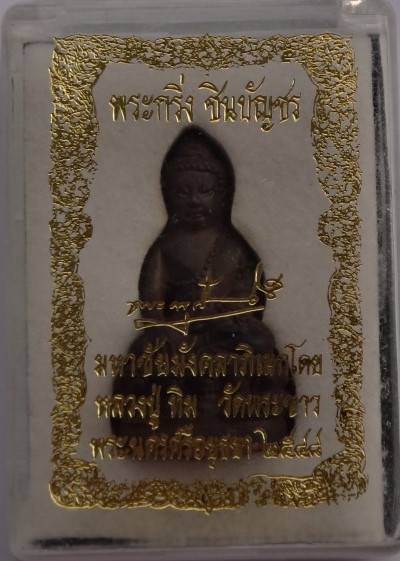 พระกริ่ง ชินบัญชร
มหาชัยมังคลาภิเษกโดย
หลวงปู่ ทิม วัดพระขาว
พระนครศรีอยุธยา ๒๕๔๘